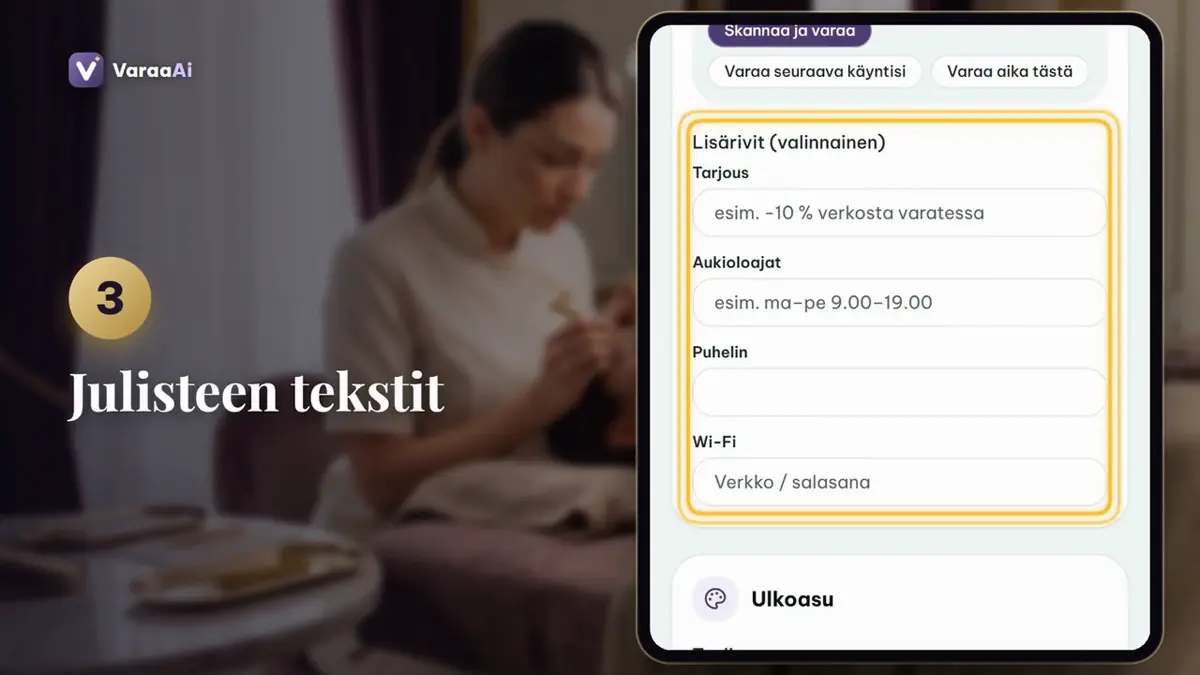 VaraaAi
3
Julisteen tekstit
Skannaa ja varaa
Varaa seuraava käyntisi
Varaa aika tästä
Lisärivit (valinnainen)
Tarjous
esim. -10 % verkosta varatessa
Aukioloajat
esim. ma–pe 9.00–19.00
Puhelin
Wi-Fi
Verkko / salasana
Ulkoasu